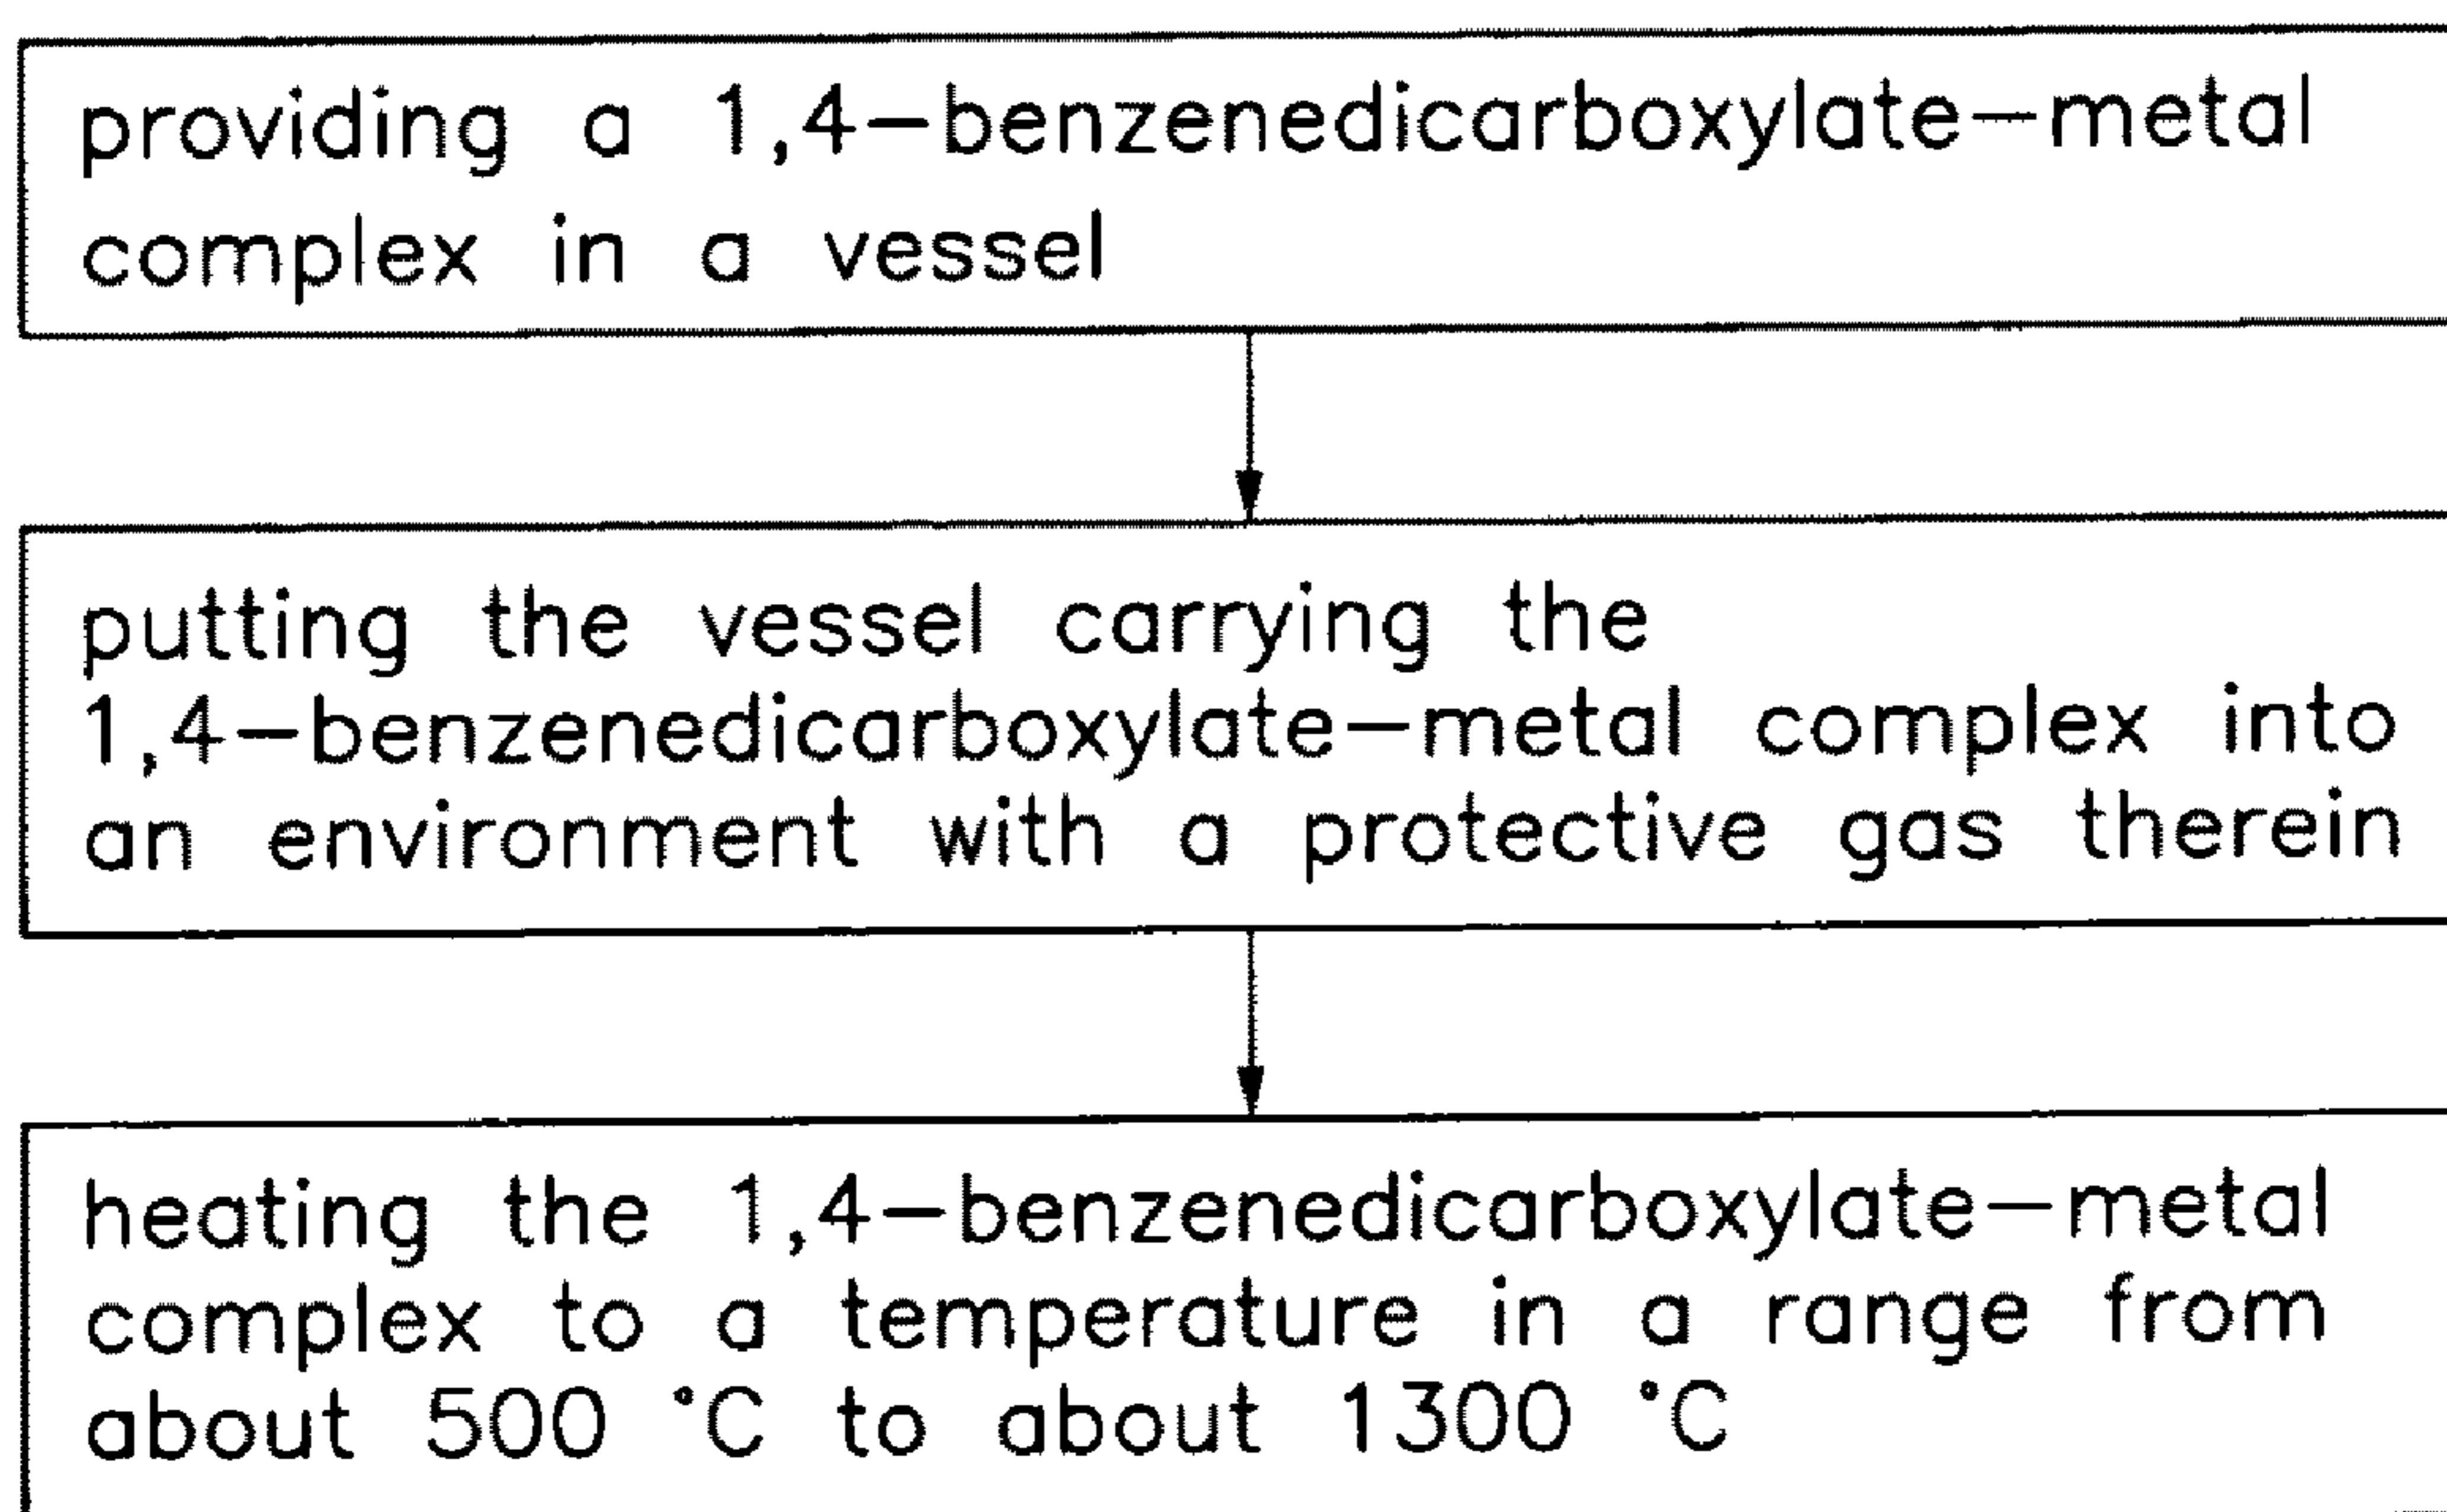 providing a 1,4-benzenedicarboxylate-metal
complex in a vessel
putting the vessel carrying the
1,4-benzenedicarboxylate-metal complex into
an environment with a protective gas therein
heating the 1,4-benzenedicarboxylate-metal
complex to a temperature in a range from
about 500 °C to about 1300 °C